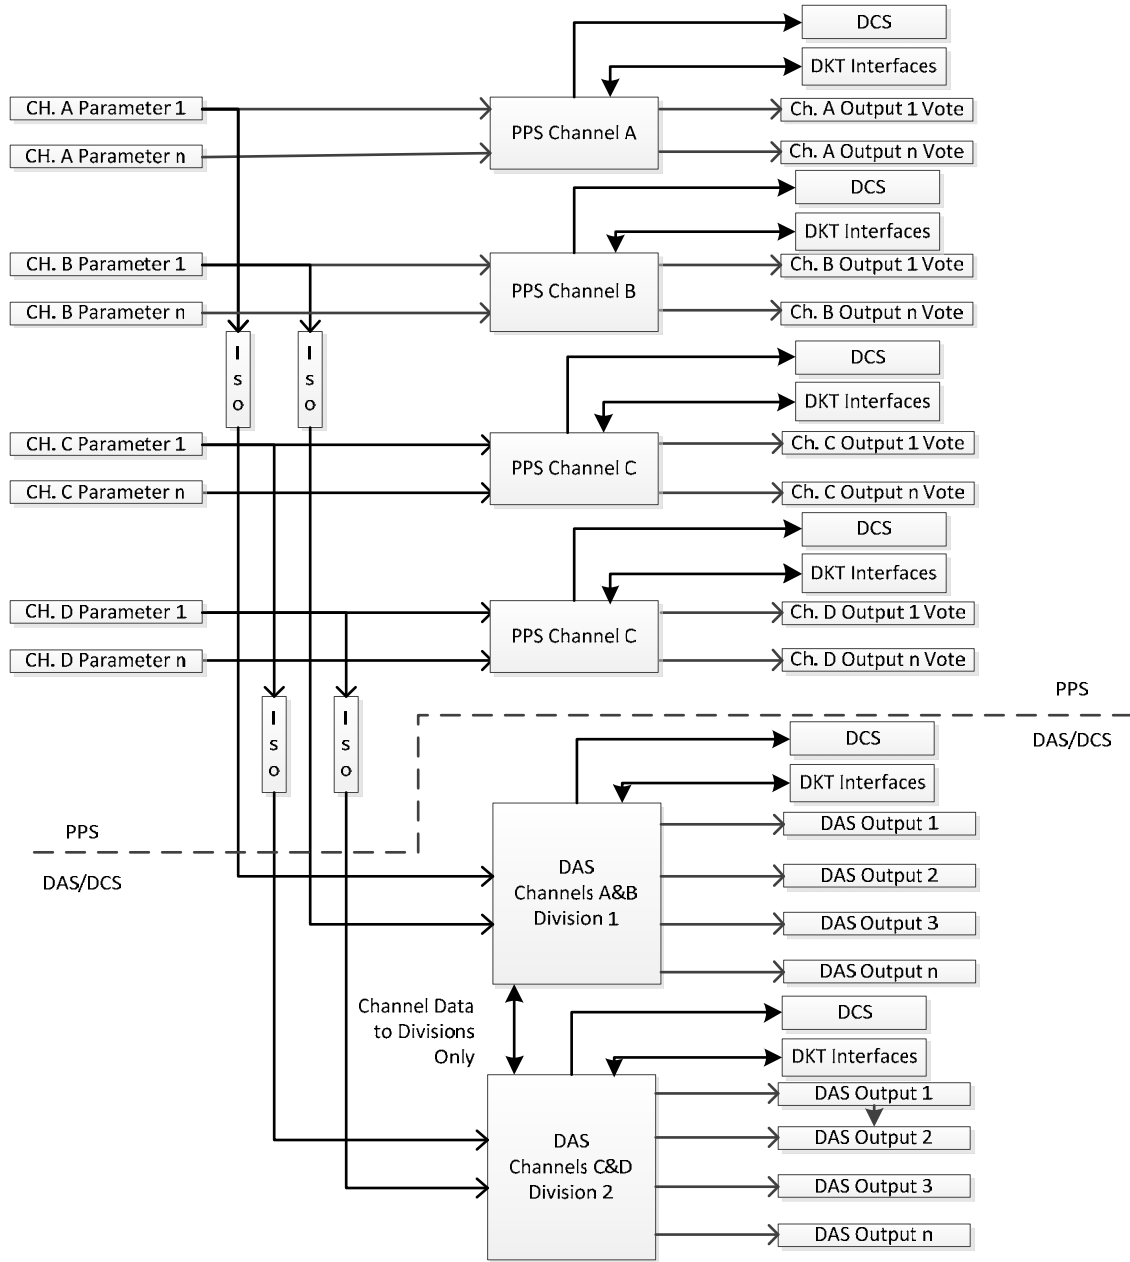 DCS
DKT Interfaces
CH. A Parameter 1
Ch. A Output 1 Vote
PPS Channel A
CH. A Parameter n
Ch. A Output n Vote
DCS
DKT Interfaces
CH. B Parameter 1
Ch. B Output 1 Vote
PPS Channel B
CH. B Parameter n
Ch. B Output n Vote
Iso
Iso
DCS
DKT Interfaces
CH. C Parameter 1
Ch. C Output 1 Vote
PPS Channel C
CH. C Parameter n
Ch. C Output n Vote
DCS
DKT Interfaces
CH. D Parameter 1
Ch. D Output 1 Vote
PPS Channel C
CH. D Parameter n
Ch. D Output n Vote
Iso
Iso
PPS
DAS/DCS
PPS
DAS/DCS
DCS
DKT Interfaces
DAS
Channels A&B
Division 1
DAS Output 1
DAS Output 2
DAS Output 3
DAS Output n
Channel Data
to Divisions
Only
DCS
DKT Interfaces
DAS
Channels C&D
Division 2
DAS Output 1
DAS Output 2
DAS Output 3
DAS Output n